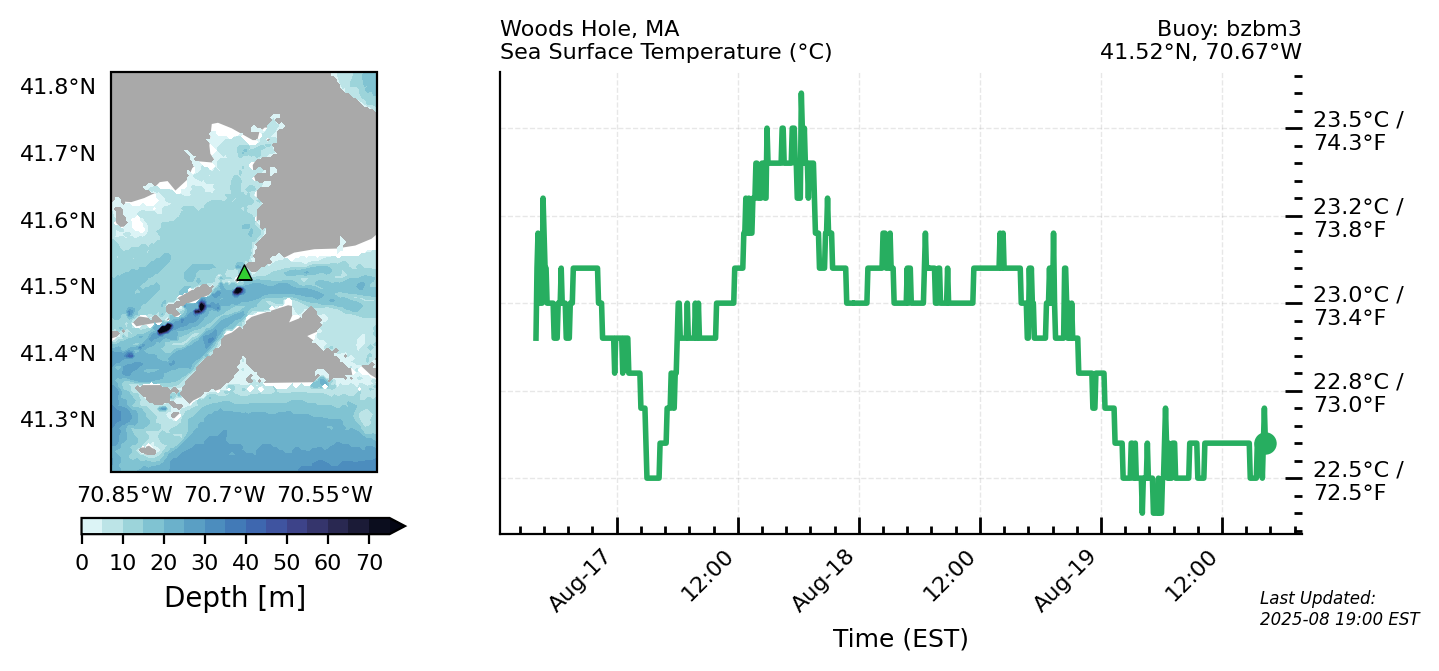 Woods Hole, MA
Sea Surface Temperature (°C)
Buoy: bzbm3
41.52°N, 70.67°W
41.8°N
41.7°N
41.6°N
41.5°N
41.4°N
41.3°N
70.85°W 70.7°W 70.55°W
0 10 20 30 40 50 60 70
Depth [m]
23.5°C /
74.3°F
23.2°C /
73.8°F
23.0°C /
73.4°F
22.8°C /
73.0°F
22.5°C /
72.5°F
Aug-17 12:00 Aug-18 12:00 Aug-19 12:00
Time (EST)
Last Updated:
2025-08 19:00 EST